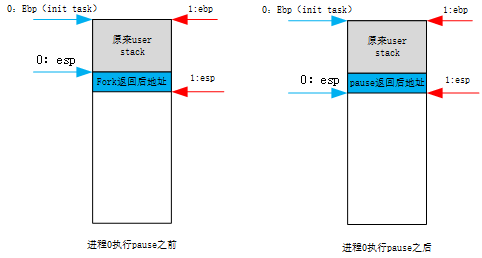 0: Ebp（init task）
1:ebp
原来user
stack
0: esp
Fork返回后地址
1:esp
进程0执行pause之前
0: Ebp（init task）
1:ebp
原来user
stack
0: esp
pause返回后地址
1:esp
进程0执行pause之后